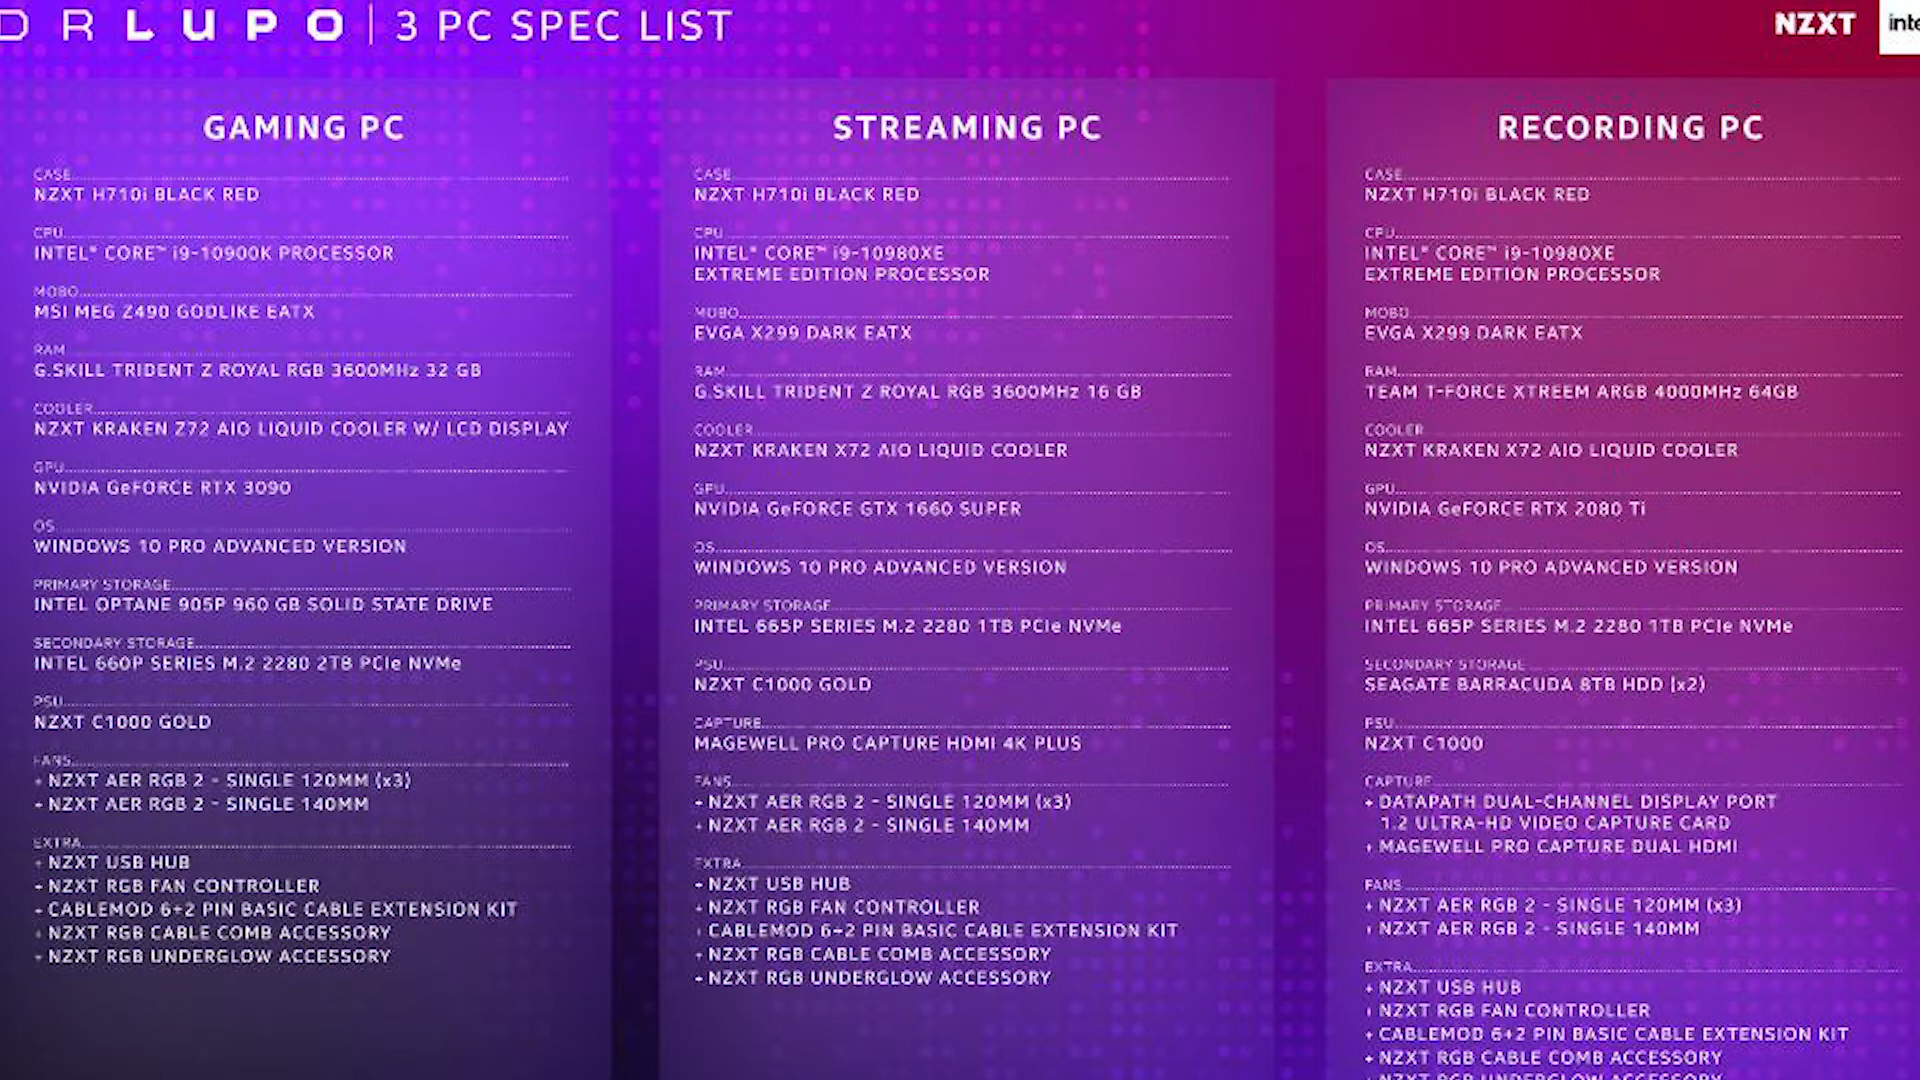 DRLUPO | 3 PC SPEC LIST
NZXT
GAMING PC
CASE
NZXT H710i BLACK RED
CPU
INTEL® CORE™ i9-10900K PROCESSOR
MOBO
MSI MEG Z490 GODLIKE EATX
RAM
G.SKILL TRIDENT Z ROYAL RGB 3600MHz 32 GB
COOLER
NZXT KRAKEN Z72 AIO LIQUID COOLER W/ LCD DISPLAY
GPU
NVIDIA GeFORCE RTX 3090
OS
WINDOWS 10 PRO ADVANCED VERSION
PRIMARY STORAGE
INTEL OPTANE 905P 960 GB SOLID STATE DRIVE
SECONDARY STORAGE
INTEL 660P SERIES M.2 2280 2TB PCIe NVMe
PSU
NZXT C1000 GOLD
FANS
+ NZXT AER RGB 2 - SINGLE 120MM (x3)
+ NZXT AER RGB 2 - SINGLE 140MM
EXTRA
+ NZXT USB HUB
+ NZXT RGB FAN CONTROLLER
+ CABLEMOD 6+2 PIN BASIC CABLE EXTENSION KIT
+ NZXT RGB CABLE COMB ACCESSORY
+ NZXT RGB UNDERGLOW ACCESSORY
STREAMING PC
CASE
NZXT H710i BLACK RED
CPU
INTEL® CORE™ i9-10980XE
EXTREME EDITION PROCESSOR
MOBO
EVGA X299 DARK EATX
RAM
G.SKILL TRIDENT Z ROYAL RGB 3600MHz 16 GB
COOLER
NZXT KRAKEN X72 AIO LIQUID COOLER
GPU
NVIDIA GeFORCE GTX 1660 SUPER
OS
WINDOWS 10 PRO ADVANCED VERSION
PRIMARY STORAGE
INTEL 665P SERIES M.2 2280 1TB PCIe NVMe
PSU
NZXT C1000 GOLD
CAPTURE
MAGEWELL PRO CAPTURE HDMI 4K PLUS
FANS
+ NZXT AER RGB 2 - SINGLE 120MM (x3)
+ NZXT AER RGB 2 - SINGLE 140MM
EXTRA
+ NZXT USB HUB
+ NZXT RGB FAN CONTROLLER
+ CABLEMOD 6+2 PIN BASIC CABLE EXTENSION KIT
+ NZXT RGB CABLE COMB ACCESSORY
+ NZXT RGB UNDERGLOW ACCESSORY
RECORDING PC
CASE
NZXT H710i BLACK RED
CPU
INTEL® CORE™ i9-10980XE
EXTREME EDITION PROCESSOR
MOBO
EVGA X299 DARK EATX
RAM
TEAM T-FORCE XTREEM ARGB 4000MHz 64GB
COOLER
NZXT KRAKEN X72 AIO LIQUID COOLER
GPU
NVIDIA GeFORCE RTX 2080 Ti
OS
WINDOWS 10 PRO ADVANCED VERSION
PRIMARY STORAGE
INTEL 665P SERIES M.2 2280 1TB PCIe NVMe
SECONDARY STORAGE
SEAGATE BARRACUDA 8TB HDD (x2)
PSU
NZXT C1000
CAPTURE
+ DATAPATH DUAL-CHANNEL DISPLAY PORT
1.2 ULTRA-HD VIDEO CAPTURE CARD
+ MAGEWELL PRO CAPTURE DUAL HDMI
FANS
+ NZXT AER RGB 2 - SINGLE 120MM (x3)
+ NZXT AER RGB 2 - SINGLE 140MM
EXTRA
+ NZXT USB HUB
+ NZXT RGB FAN CONTROLLER
+ CABLEMOD 6+2 PIN BASIC CABLE EXTENSION KIT
+ NZXT RGB CABLE COMB ACCESSORY